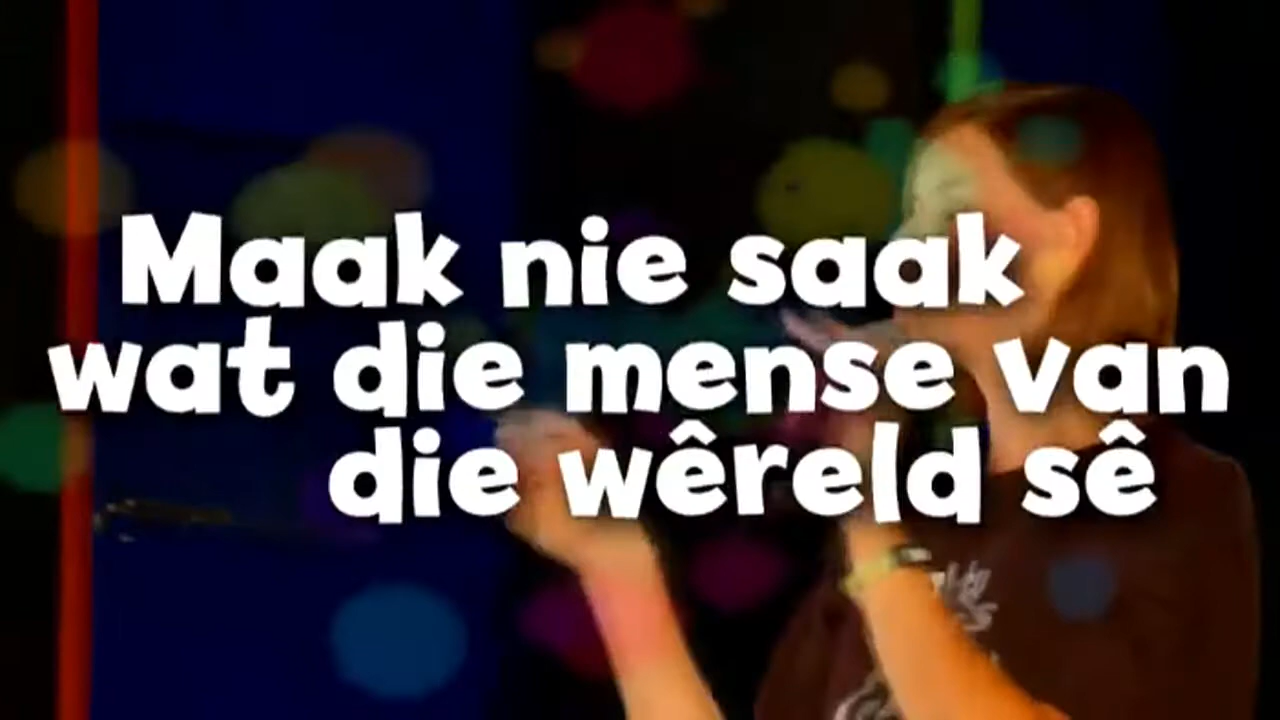 Maak nie saak
wat die mense van
die wêreld sê